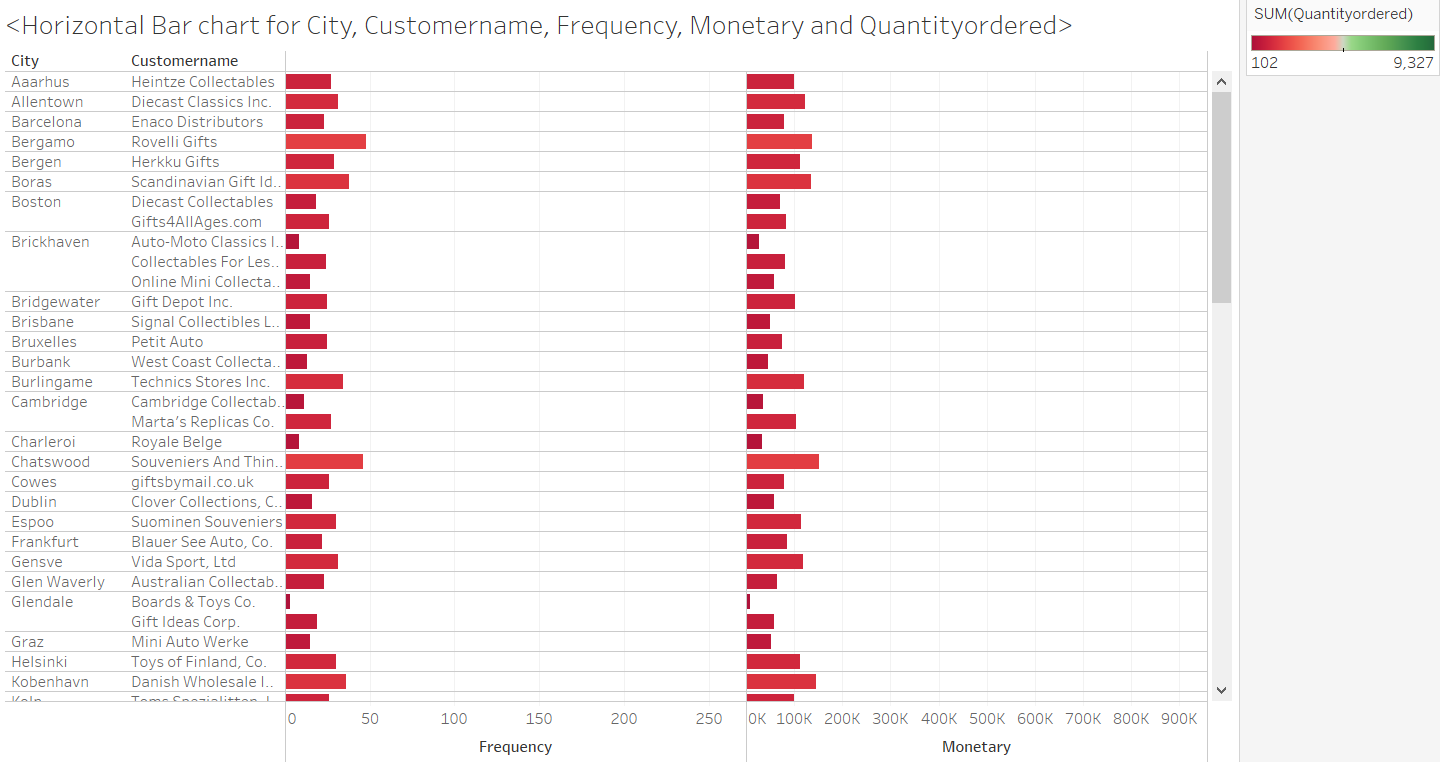 <Horizontal Bar chart for City, Customername, Frequency, Monetary and Quantityordered>
SUM(Quantityordered)
102 9,327
City Customername
Aaarhus Heintze Collectables
Allentown Diecast Classics Inc.
Barcelona Enaco Distributors
Bergamo Rovelli Gifts
Bergen Herkku Gifts
Boras Scandinavian Gift Id..
Boston Diecast Collectables
Gifts4AllAges.com
Brickhaven Auto-Moto Classics I..
Collectables For Les..
Online Mini Collecta..
Bridgewater Gift Depot Inc.
Brisbane Signal Collectibles L..
Bruxelles Petit Auto
Burbank West Coast Collecta..
Burlingame Technics Stores Inc.
Cambridge Cambridge Collectab..
Marta’s Replicas Co.
Charleroi Royale Belge
Chatswood Souveniers And Thin..
Cowes giftsbymail.co.uk
Dublin Clover Collections, C..
Espoo Suominen Souveniers
Frankfurt Blauer See Auto, Co.
Gensve Vida Sport, Ltd
Glen Waverly Australian Collectab..
Glendale Boards & Toys Co.
Gift Ideas Corp.
Graz Mini Auto Werke
Helsinki Toys of Finland, Co.
Kobenhavn Danish Wholesale I..
0 50 100 150 200 250 0K 100K 200K 300K 400K 500K 600K 700K 800K 900K
Frequency Monetary